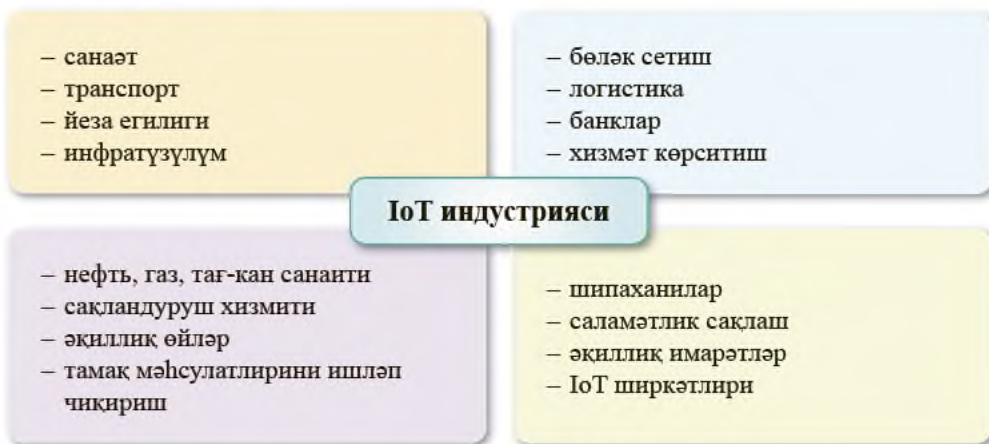 – санаәт
– транспорт
– йеза егилиги
– инфратүзүлүм
– бөләк сетиш
– логистика
– банклар
– хизмәт көрситиш
IoT индустрияси
– нефть, газ, тағ-кан санаити
– сақландуруш хизмити
– әқиллиқ өйләр
– тамақ мәһсулатлирини ишләп
чиқириш
– шипаханилар
– саламәтлик сақлаш
– әқиллиқ имарәтләр
– IoT ширкәтлири